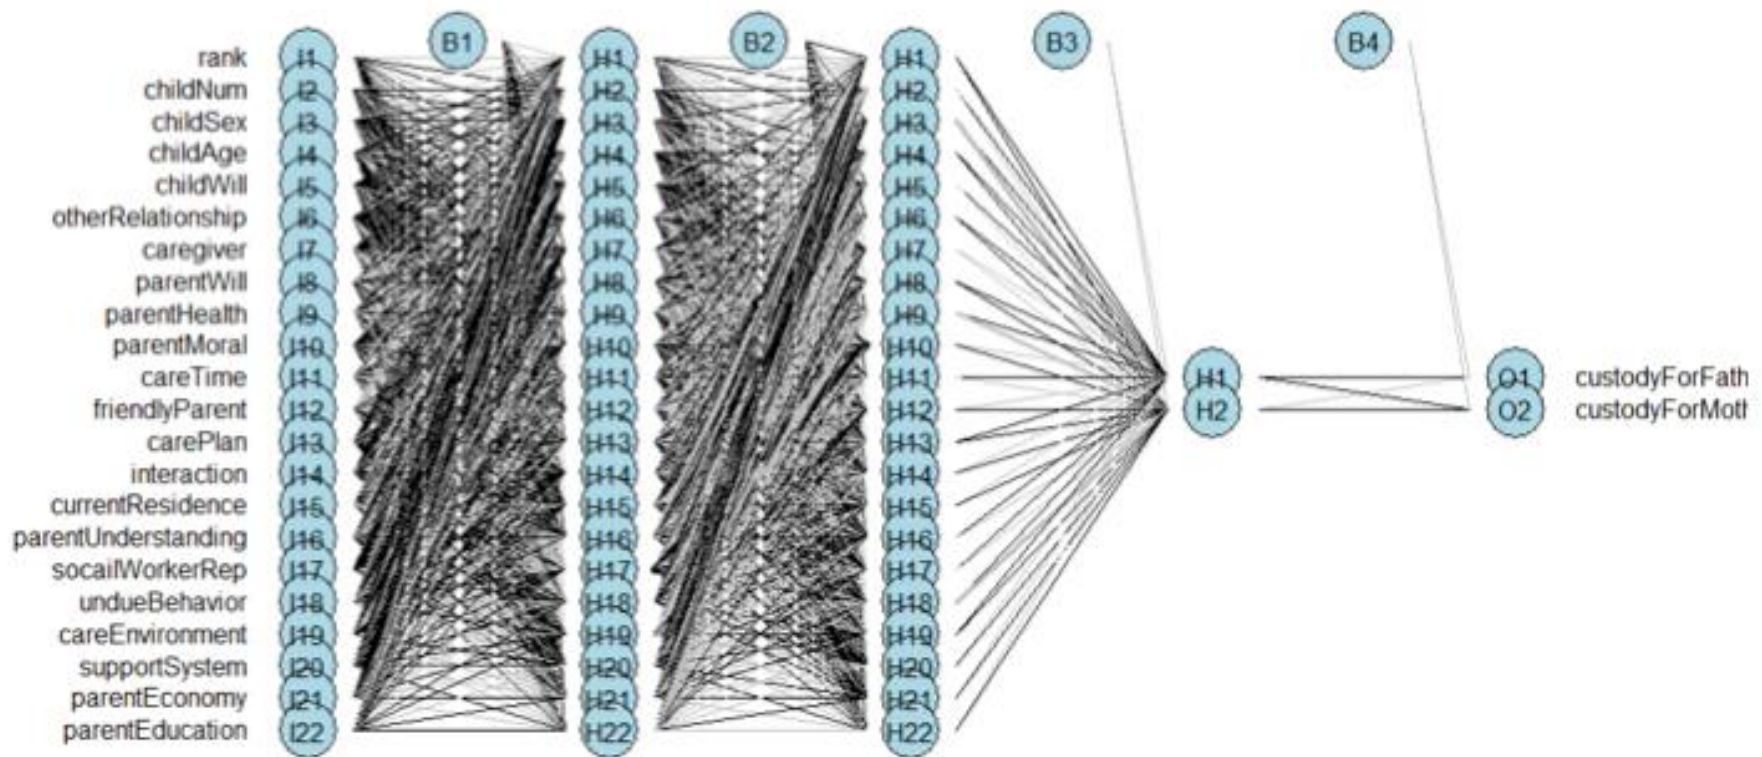 B1 B2 B3 B4
rank I1 H1 H1
childNum I2 H2 H2
childSex I3 H3 H3
childAge I4 H4 H4
childWill I5 H5 H5
otherRelationship I6 H6 H6
caregiver I7 H7 H7
parentWill I8 H8 H8
parentHealth I9 H9 H9
parentMoral I10 H10 H10
careTime I11 H11 H11 H1 O1 custodyForFath
friendlyParent I12 H12 H12 H2 O2 custodyForMoth
carePlan I13 H13 H13
interaction I14 H14 H14
currentResidence I15 H15 H15
parentUnderstanding I16 H16 H16
socailWorkerRep I17 H17 H17
undueBehavior I18 H18 H18
careEnvironment I19 H19 H19
supportSystem I20 H20 H20
parentEconomy I21 H21 H21
parentEducation I22 H22 H22